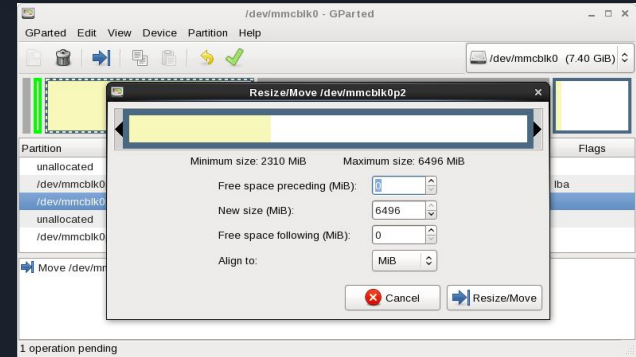 /dev/mmcblk0 - GParted
GParted Edit View Device Partition Help
/dev/mmcblk0 (7.40 GiB)
Resize/Move /dev/mmcblk0p2
Minimum size: 2310 MiB Maximum size: 6496 MiB
Free space preceding (MiB): 0
New size (MiB): 6496
Free space following (MiB): 0
Align to: MiB
Cancel Resize/Move
Partition Flags
unallocated
/dev/mmcblk0 lba
/dev/mmcblk0
unallocated
/dev/mmcblk0
Move /dev/mm
1 operation pending